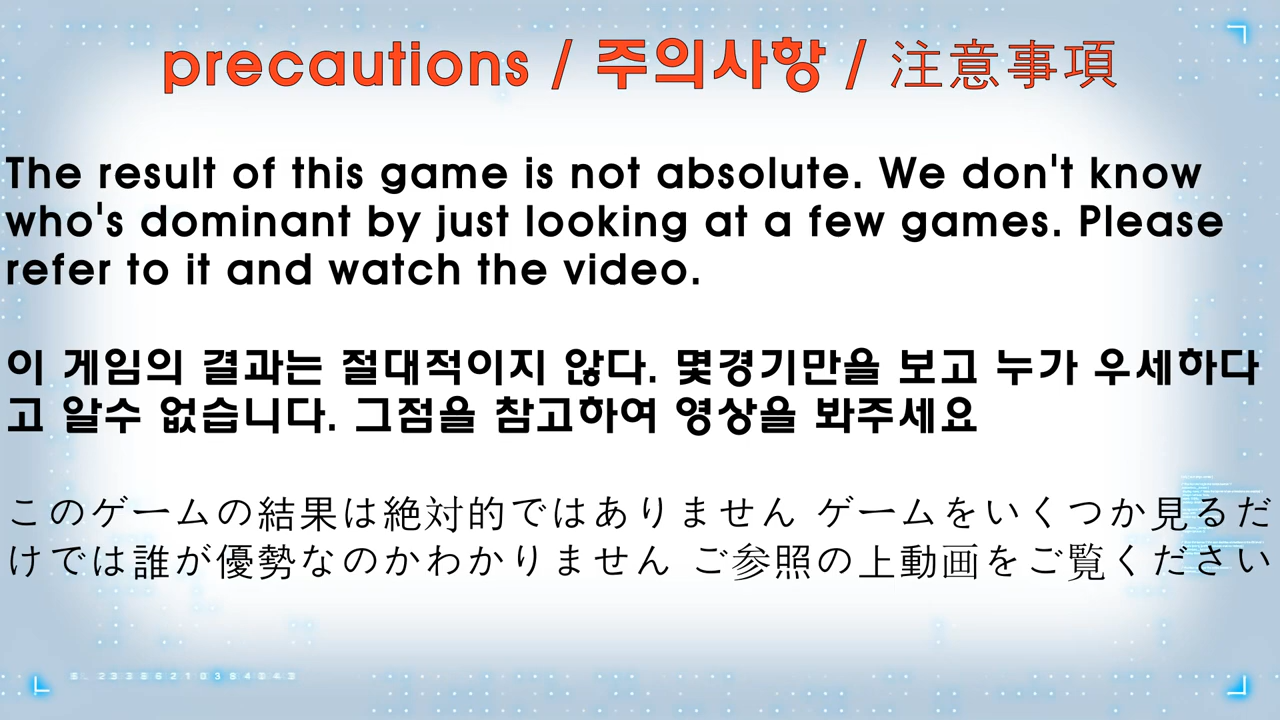 precautions / 주의사항 / 注意事項
The result of this game is not absolute. We don't know
who's dominant by just looking at a few games. Please
refer to it and watch the video.
이 게임의 결과는 절대적이지 않다. 몇경기만을 보고 누가 우세하다
고 알수 없습니다. 그점을 참고하여 영상을 봐주세요
このゲームの結果は絶対的ではありません ゲームをいくつか見るだ
けでは誰が優勢なのかわかりません ご参照の上動画をご覧ください